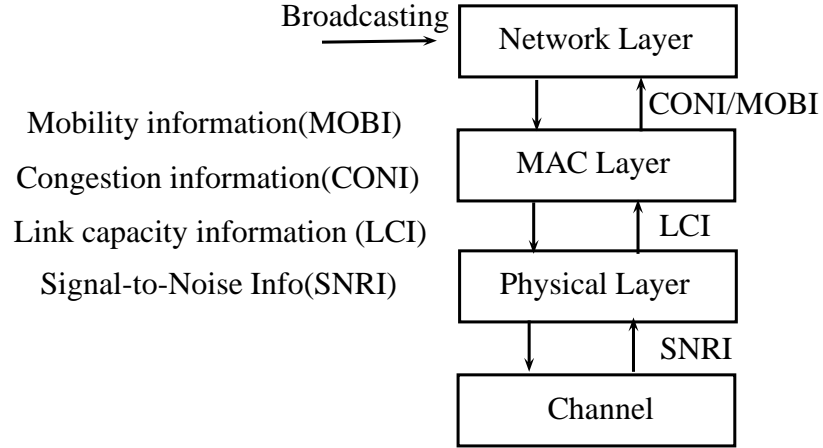 Broadcasting
Network Layer
CONI/MOBI
Mobility information(MOBI)
MAC Layer
Congestion information(CONI)
Link capacity information (LCI)
LCI
Signal-to-Noise Info(SNRI)
Physical Layer
SNRI
Channel